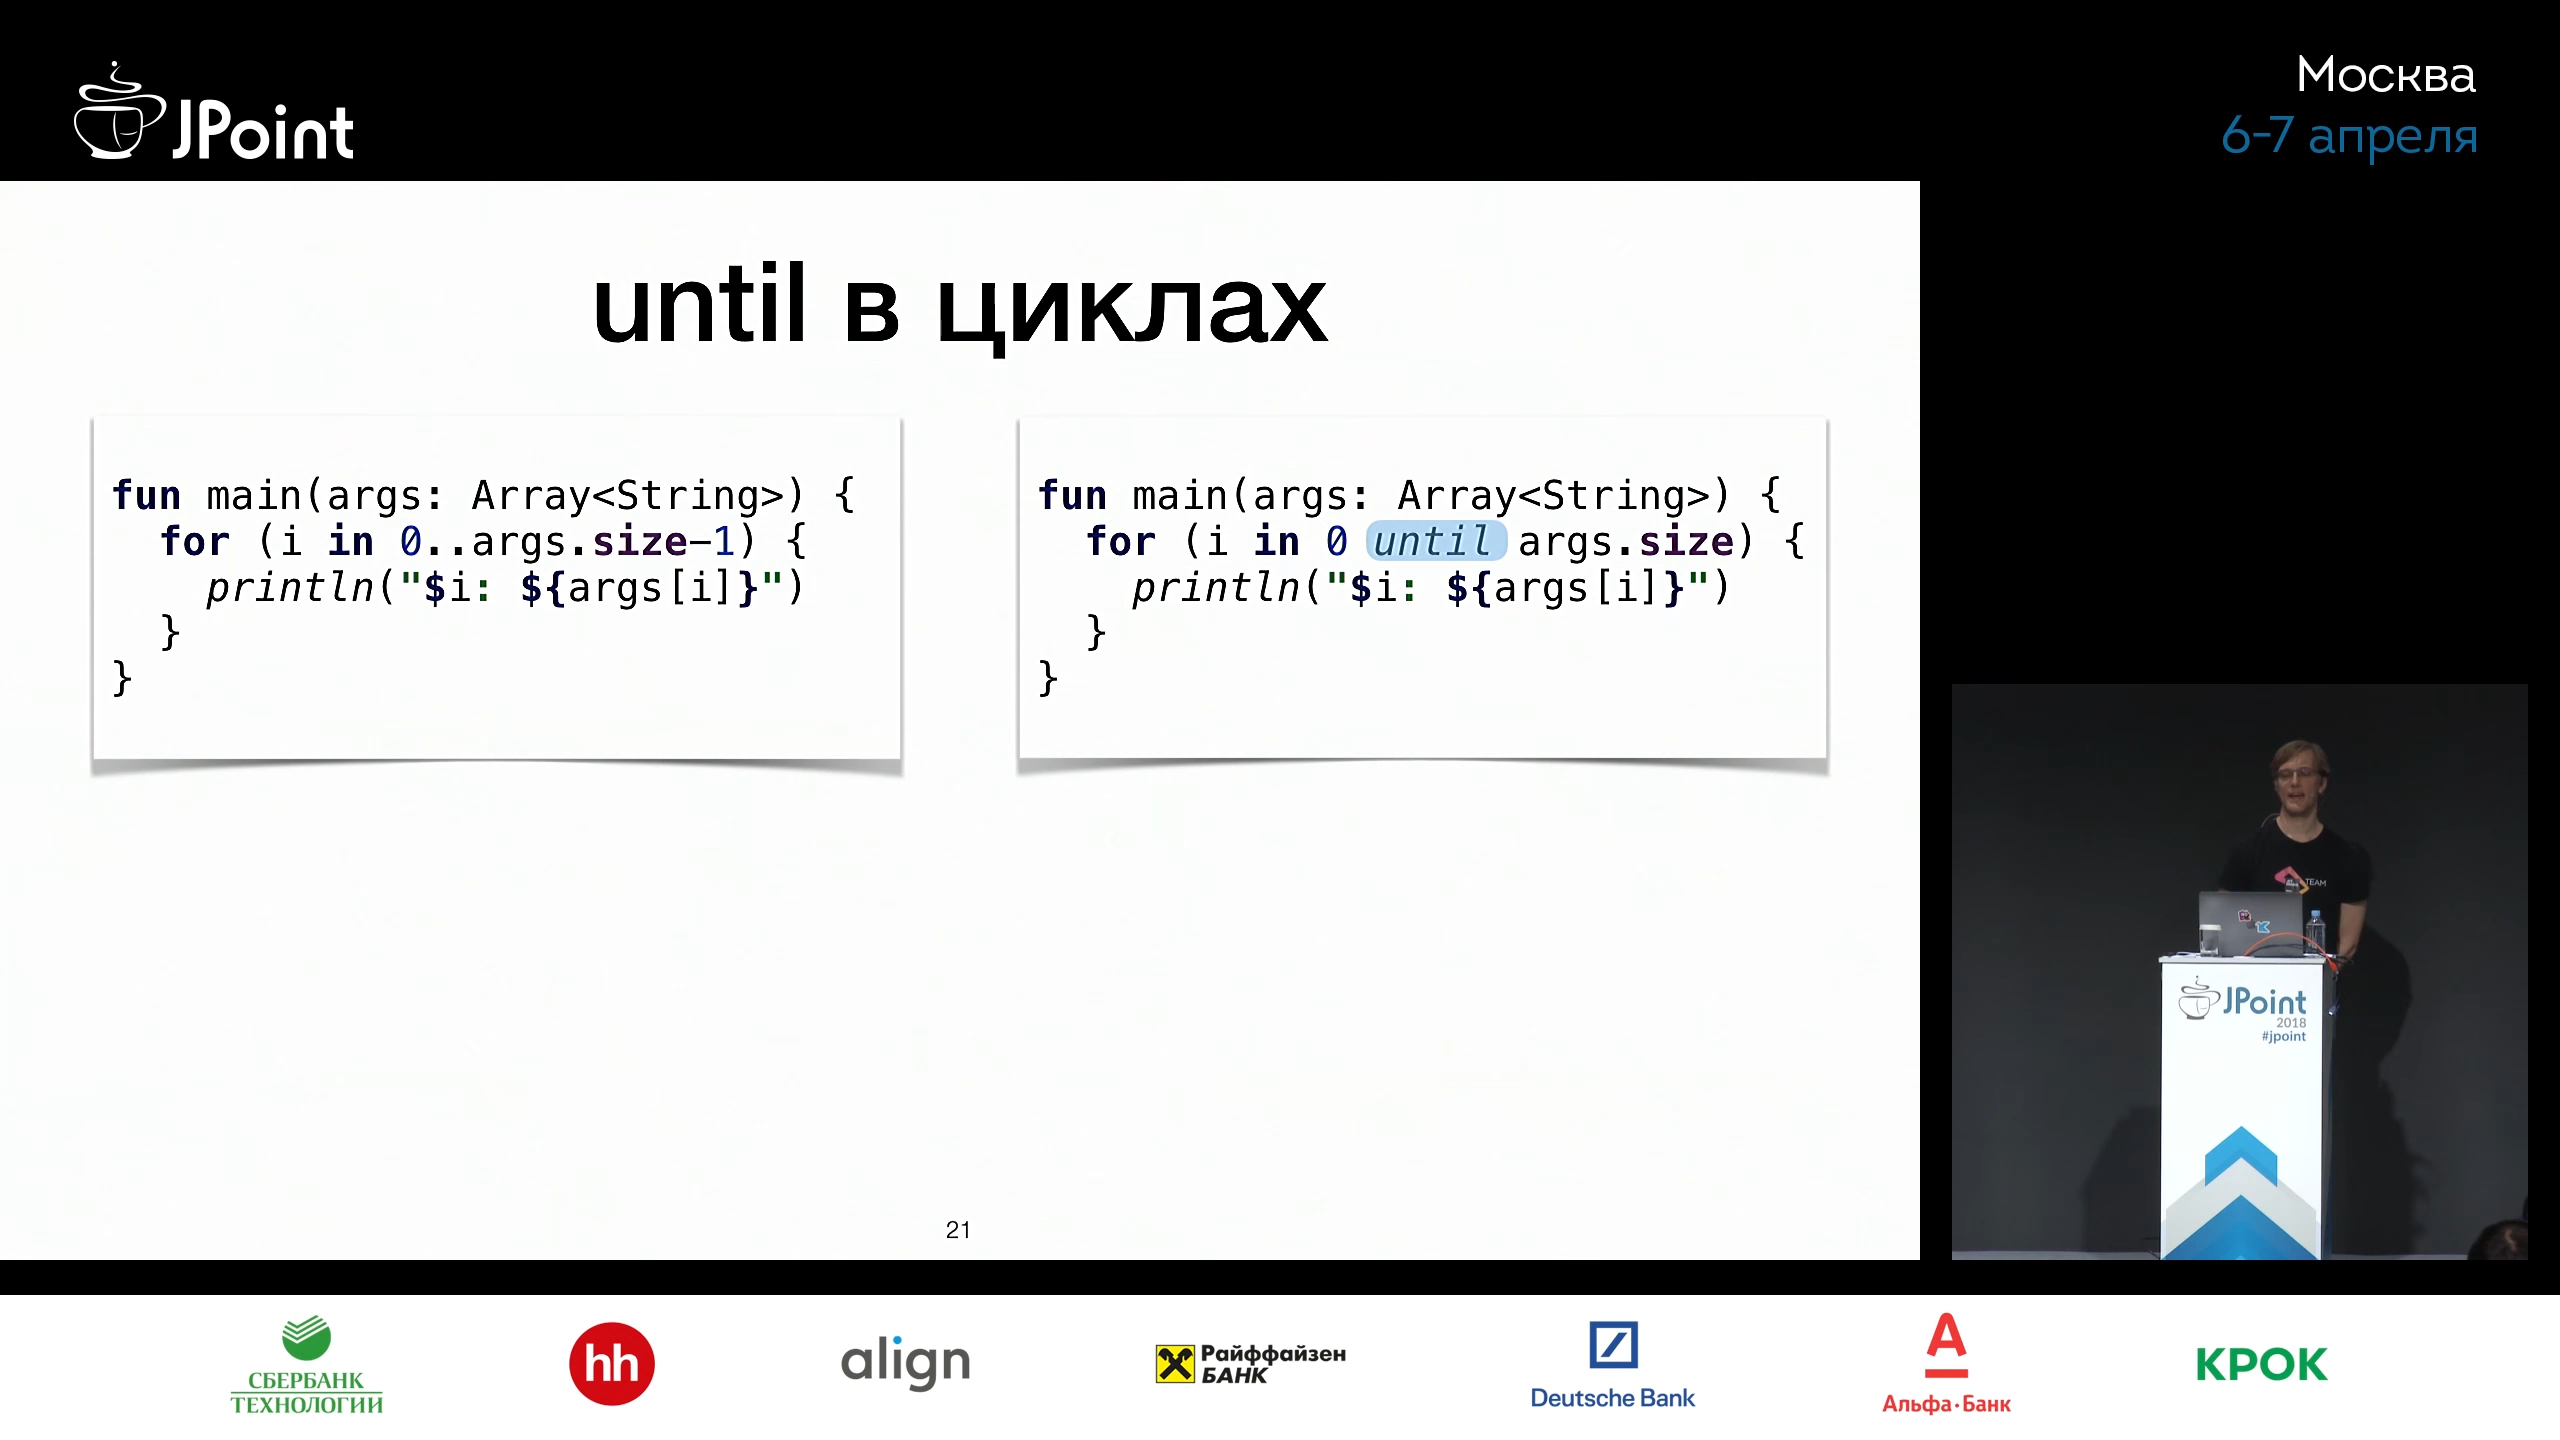 JPoint
Москва
6-7 апреля
until в циклах
fun main(args: Array<String>) {
  for (i in 0..args.size-1) {
    println("$i: ${args[i]}")
  }
}
fun main(args: Array<String>) {
  for (i in 0 until args.size) {
    println("$i: ${args[i]}")
  }
}
21
TEAM
JPoint
2018
#jpoint
СБЕРБАНК
ТЕХНОЛОГИИ
hh
align
Райффайзен
БАНК
Deutsche Bank
А
Альфа·Банк
КРОК